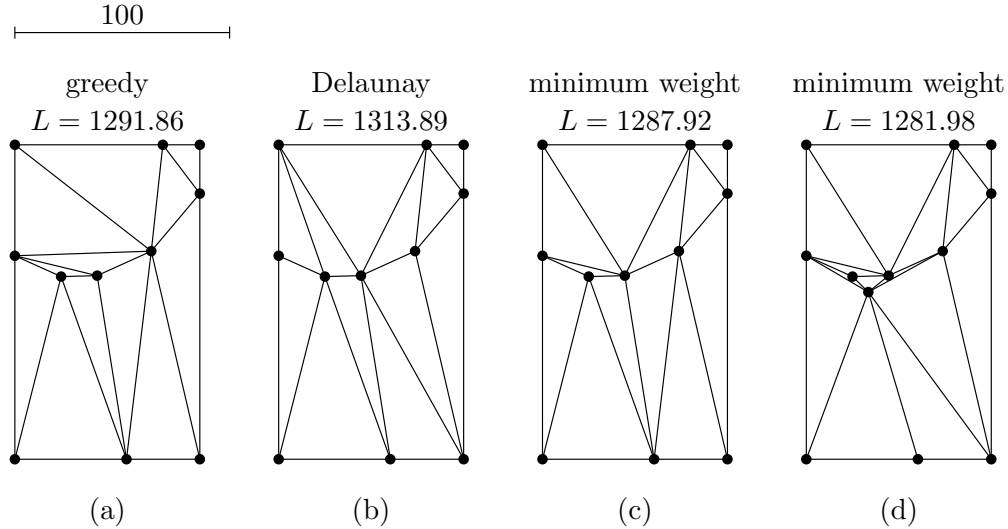 100
greedy
L = 1291.86
Delaunay
L = 1313.89
minimum weight
L = 1287.92
minimum weight
L = 1281.98
(a)
(b)
(c)
(d)